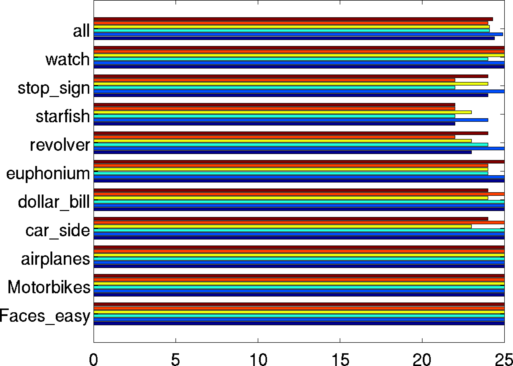 all
watch
stop_sign
starfish
revolver
euphonium
dollar_bill
car_side
airplanes
Motorbikes
Faces_easy
0 5 10 15 20 25